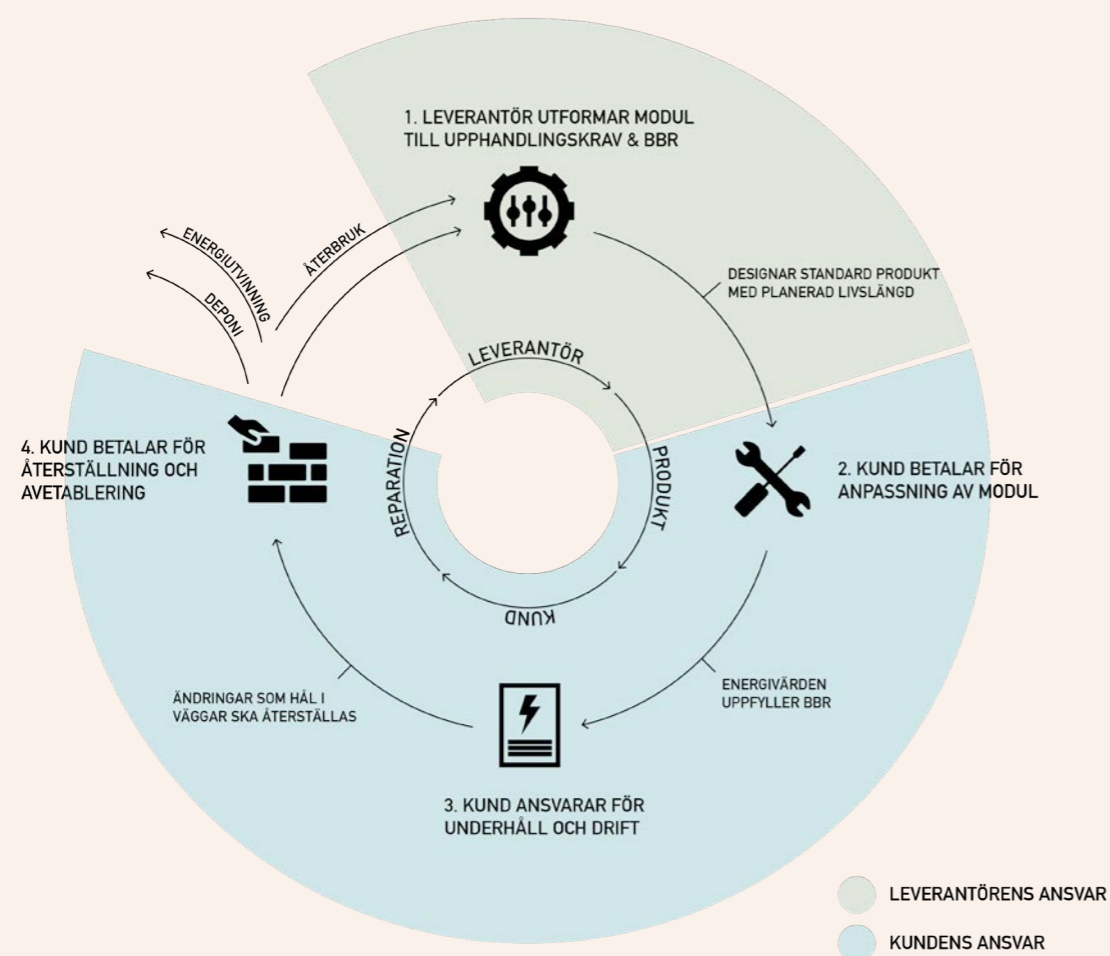 1. LEVERANTÖR UTFORMAR MODUL
TILL UPPHANDLINGSKRAV & BBR
ENERGIUTVINNING
ÅTERBRUK
DEPONI
DESIGNAR STANDARD PRODUKT
MED PLANERAD LIVSLÄNGD
LEVERANTÖR
PRODUKT
KUND
REPARATION
4. KUND BETALAR FÖR
ÅTERSTÄLLNING OCH
AVETABLERING
2. KUND BETALAR FÖR
ANPASSNING AV MODUL
ÄNDRINGAR SOM HÅL I
VÄGGAR SKA ÅTERSTÄLLAS
ENERGIVÄRDEN
UPPFYLLER BBR
3. KUND ANSVARAR FÖR
UNDERHÅLL OCH DRIFT
LEVERANTÖRENS ANSVAR
KUNDENS ANSVAR